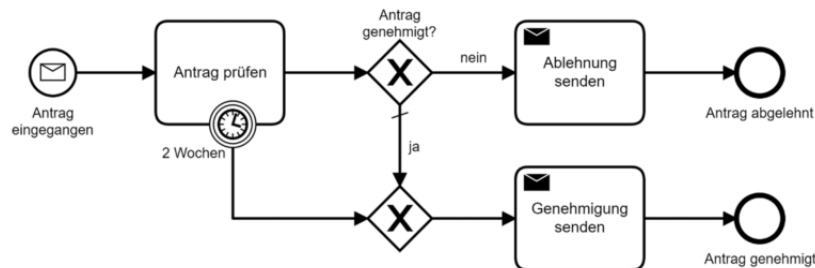 Antrag
genehmigt?
Antrag prüfen
nein
Ablehnung
senden
Antrag
eingegangen
Antrag abgelehnt
2 Wochen
ja
Genehmigung
senden
Antrag genehmigt